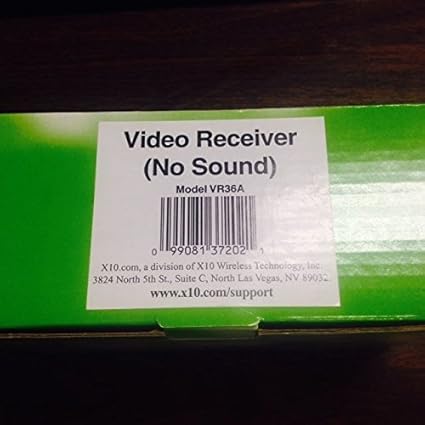 Video Receiver
(No Sound)
Model VR36A
0 99081 37202 1
X10.com, a division of X10 Wireless Technology, Inc.
3824 North 5th St., Suite C, North Las Vegas, NV 89032
www.x10.com/support